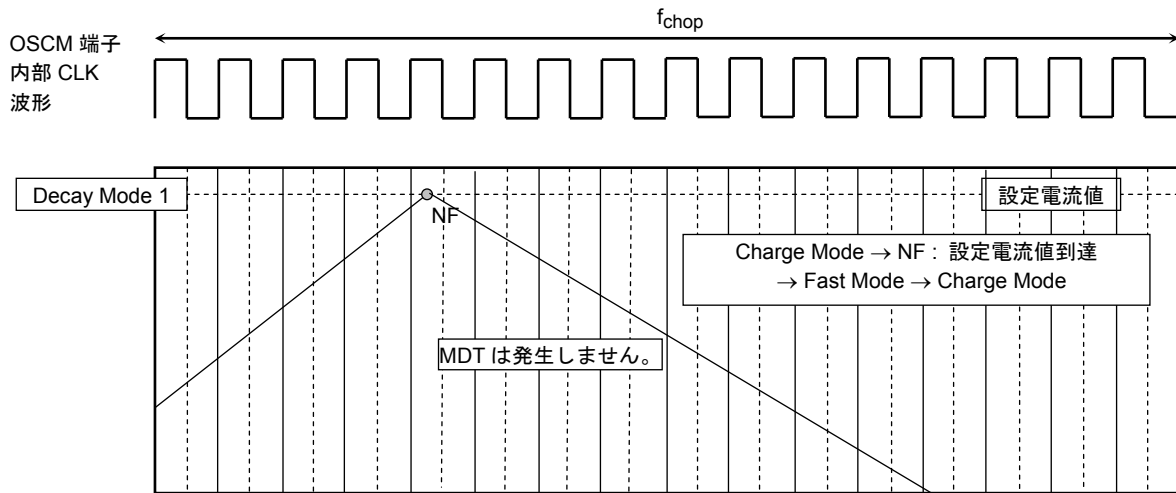 fchop
OSCM 端子
内部 CLK
波形
Decay Mode 1
設定電流値
NF
Charge Mode → NF : 設定電流値到達
→ Fast Mode → Charge Mode
MDT は発生しません。